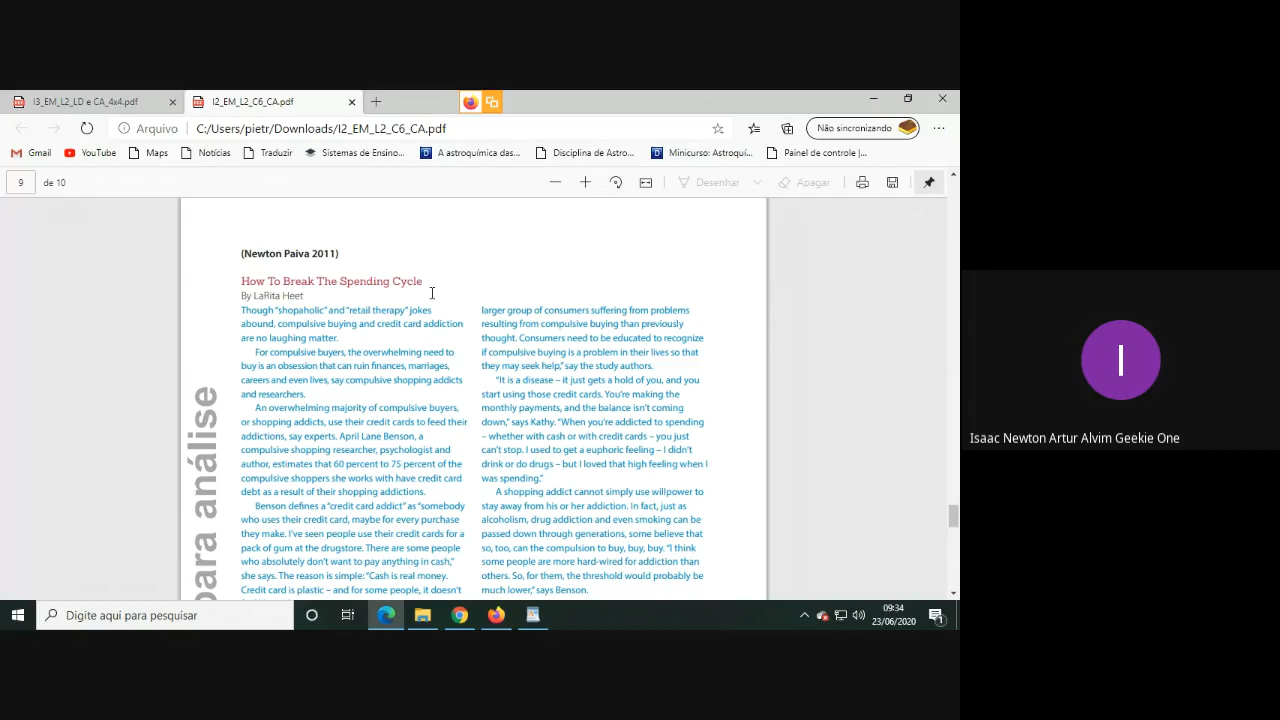 I3_EM_L2_LD e CA_4x4.pdf
I2_EM_L2_C6_CA.pdf
Arquivo
C:/Users/pietr/Downloads/I2_EM_L2_C6_CA.pdf
Não sincronizando
Gmail
YouTube
Maps
Notícias
Traduzir
Sistemas de Ensino...
A astroquímica das...
Disciplina de Astro...
Minicurso: Astroquí...
Painel de controle |...
9 de 10
Desenhar
Apagar
(Newton Paiva 2011)
How To Break The Spending Cycle
By LaRita Heet
Though "shopaholic" and "retail therapy" jokes
abound, compulsive buying and credit card addiction
are no laughing matter.
For compulsive buyers, the overwhelming need to
buy is an obsession that can ruin finances, marriages,
careers and even lives, say compulsive shopping addicts
and researchers.
An overwhelming majority of compulsive buyers,
or shopping addicts, use their credit cards to feed their
addictions, say experts. April Lane Benson, a
compulsive shopping researcher, psychologist and
author, estimates that 60 percent to 75 percent of the
compulsive shoppers she works with have credit card
debt as a result of their shopping addictions.
Benson defines a "credit card addict" as "somebody
who uses their credit card, maybe for every purchase
they make. I've seen people use their credit cards for a
pack of gum at the drugstore. There are some people
who absolutely don't want to pay anything in cash,"
she says. The reason is simple: "Cash is real money.
Credit card is plastic – and for some people, it doesn't
larger group of consumers suffering from problems
resulting from compulsive buying than previously
thought. Consumers need to be educated to recognize
if compulsive buying is a problem in their lives so that
they may seek help," say the study authors.
"It is a disease – it just gets a hold of you, and you
start using those credit cards. You're making the
monthly payments, and the balance isn't coming
down," says Kathy. "When you're addicted to spending
– whether with cash or with credit cards – you just
can't stop. I used to get a euphoric feeling – I didn't
drink or do drugs – but I loved that high feeling when I
was spending."
A shopping addict cannot simply use willpower to
stay away from his or her addiction. In fact, just as
alcoholism, drug addiction and even smoking can be
passed down through generations, some believe that
so, too, can the compulsion to buy, buy, buy. "I think
some people are more hard-wired for addiction than
others. So, for them, the threshold would probably be
much lower," says Benson.
para análise
Digite aqui para pesquisar
09:34
23/06/2020
1
I
Isaac Newton Artur Alvim Geekie One